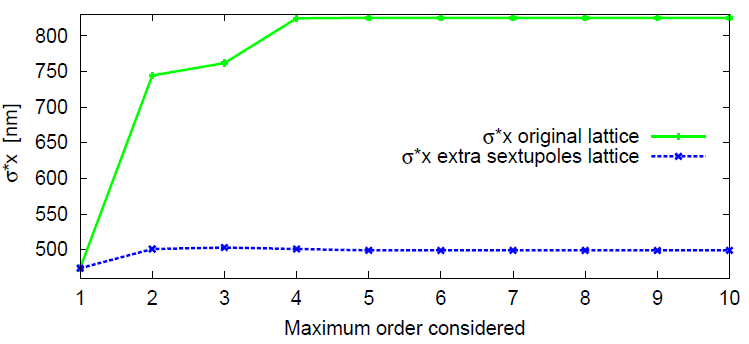 800
750
700
650
600
550
500
σ*x [nm]
σ*x original lattice
σ*x extra sextupoles lattice
1 2 3 4 5 6 7 8 9 10
Maximum order considered